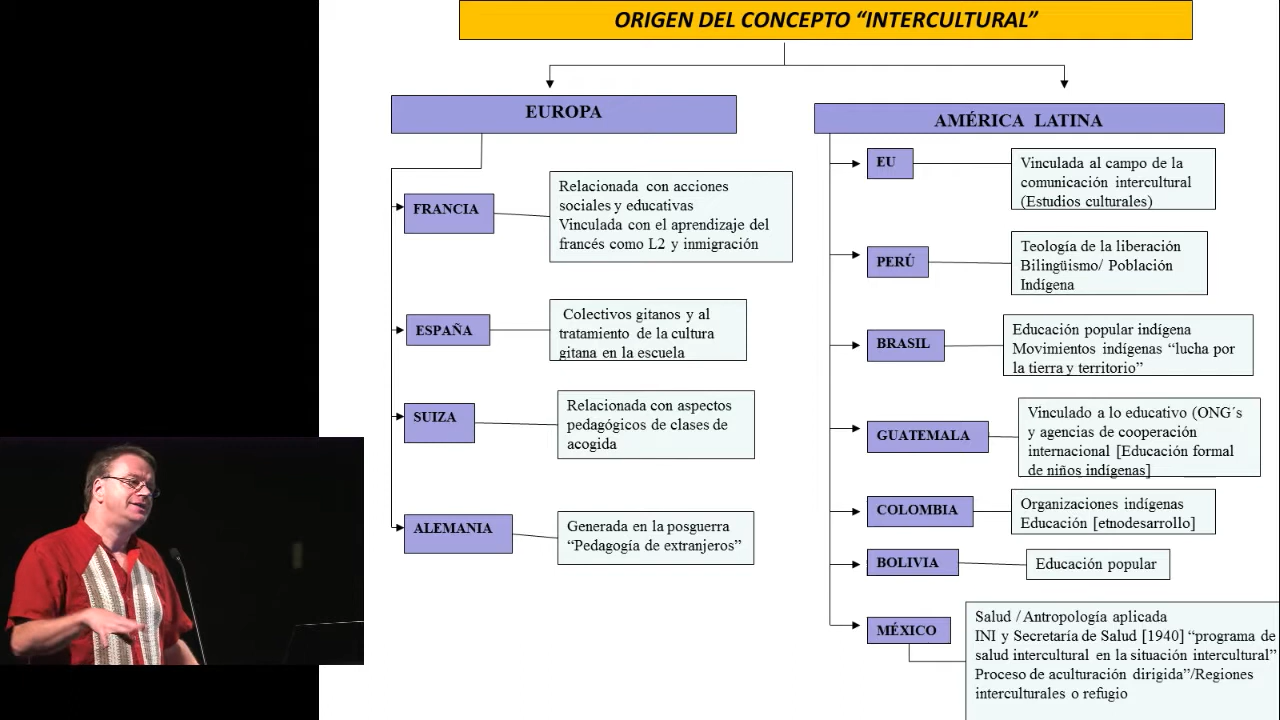 ORIGEN DEL CONCEPTO “INTERCULTURAL”
EUROPA
FRANCIA
Relacionada con acciones
sociales y educativas
Vinculada con el aprendizaje del
francés como L2 y inmigración
ESPAÑA
Colectivos gitanos y al
tratamiento de la cultura
gitana en la escuela
SUIZA
Relacionada con aspectos
pedagógicos de clases de
acogida
ALEMANIA
Generada en la posguerra
“Pedagogía de extranjeros”
AMÉRICA LATINA
EU
Vinculada al campo de la
comunicación intercultural
(Estudios culturales)
PERÚ
Teología de la liberación
Bilingüismo/ Población
Indígena
BRASIL
Educación popular indígena
Movimientos indígenas “lucha por
la tierra y territorio”
GUATEMALA
Vinculado a lo educativo (ONG´s
y agencias de cooperación
internacional [Educación formal
de niños indígenas]
COLOMBIA
Organizaciones indígenas
Educación [etnodesarrollo]
BOLIVIA
Educación popular
MÉXICO
Salud / Antropología aplicada
INI y Secretaría de Salud [1940] “programa de
salud intercultural en la situación intercultural”
Proceso de aculturación dirigida”/Regiones
interculturales o refugio